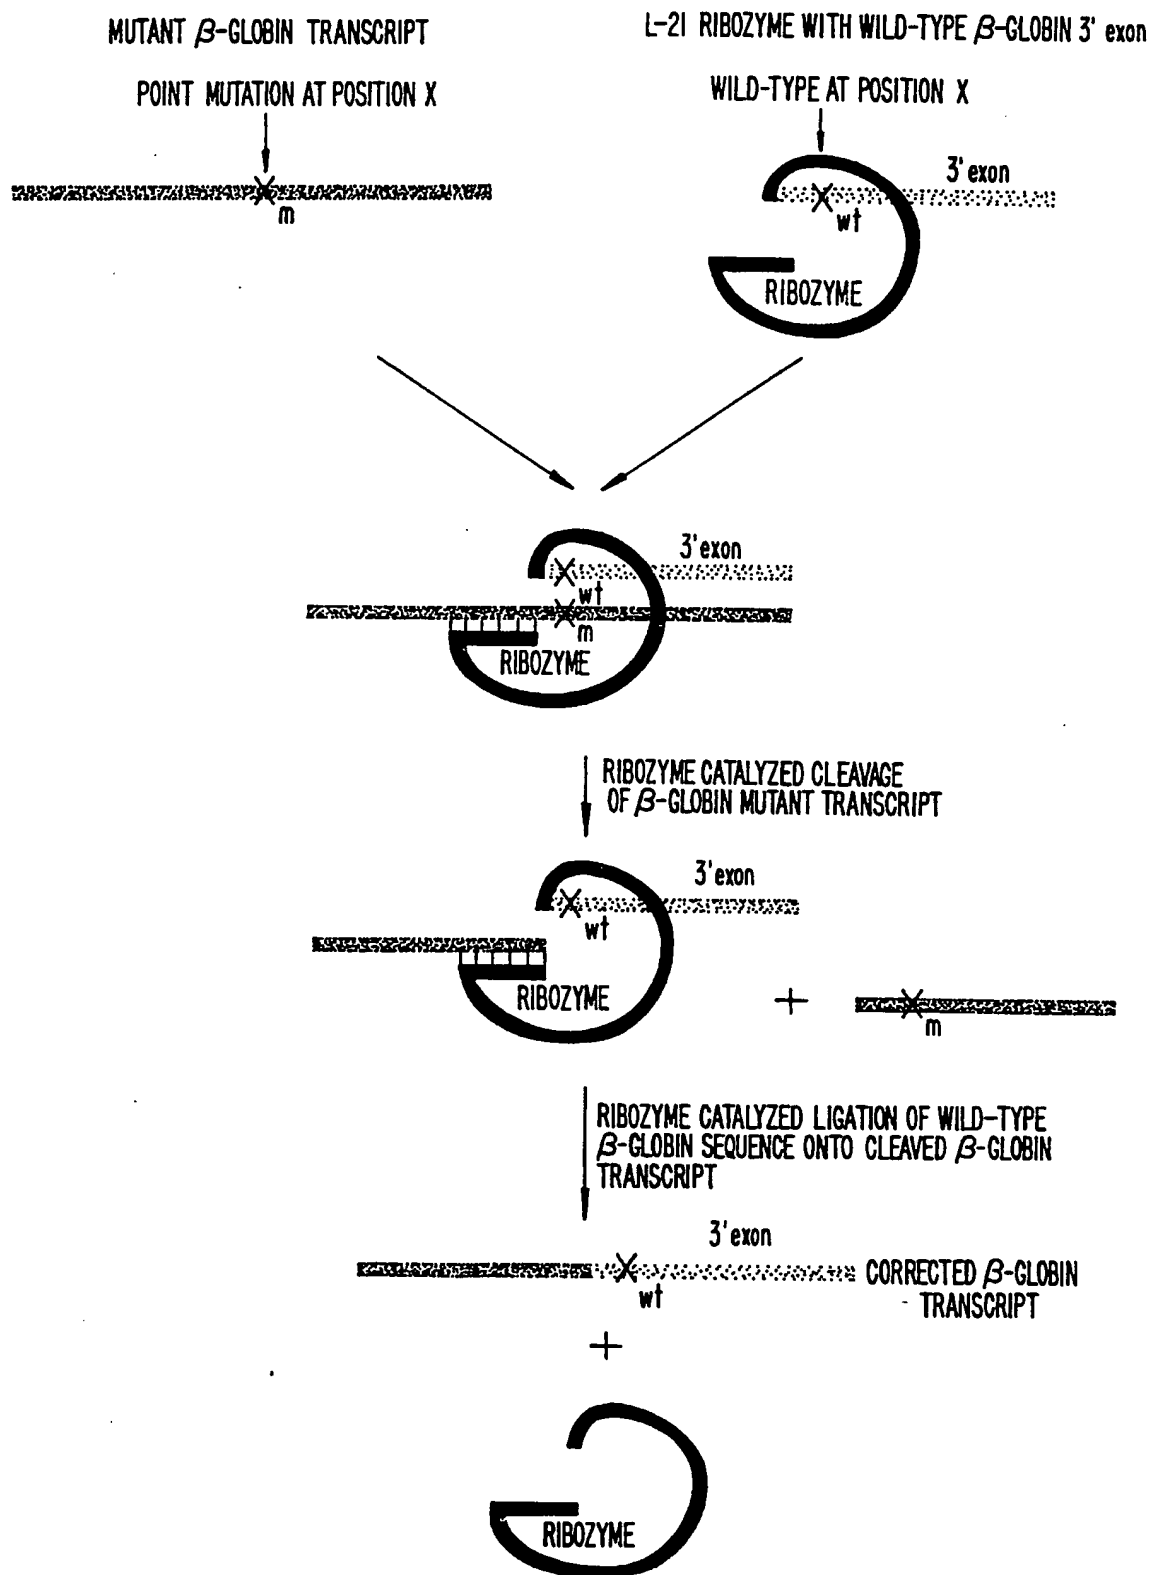 MUTANT β-GLOBIN TRANSCRIPT
L-21 RIBOZYME WITH WILD-TYPE β-GLOBIN 3' exon
POINT MUTATION AT POSITION X
WILD-TYPE AT POSITION X
3'exon
m
wt
RIBOZYME
3'exon
wt
m
RIBOZYME
RIBOZYME CATALYZED CLEAVAGE
OF β-GLOBIN MUTANT TRANSCRIPT
3'exon
wt
RIBOZYME
+
m
RIBOZYME CATALYZED LIGATION OF WILD-TYPE
β-GLOBIN SEQUENCE ONTO CLEAVED β-GLOBIN
TRANSCRIPT
3'exon
wt
CORRECTED β-GLOBIN
TRANSCRIPT
+
RIBOZYME